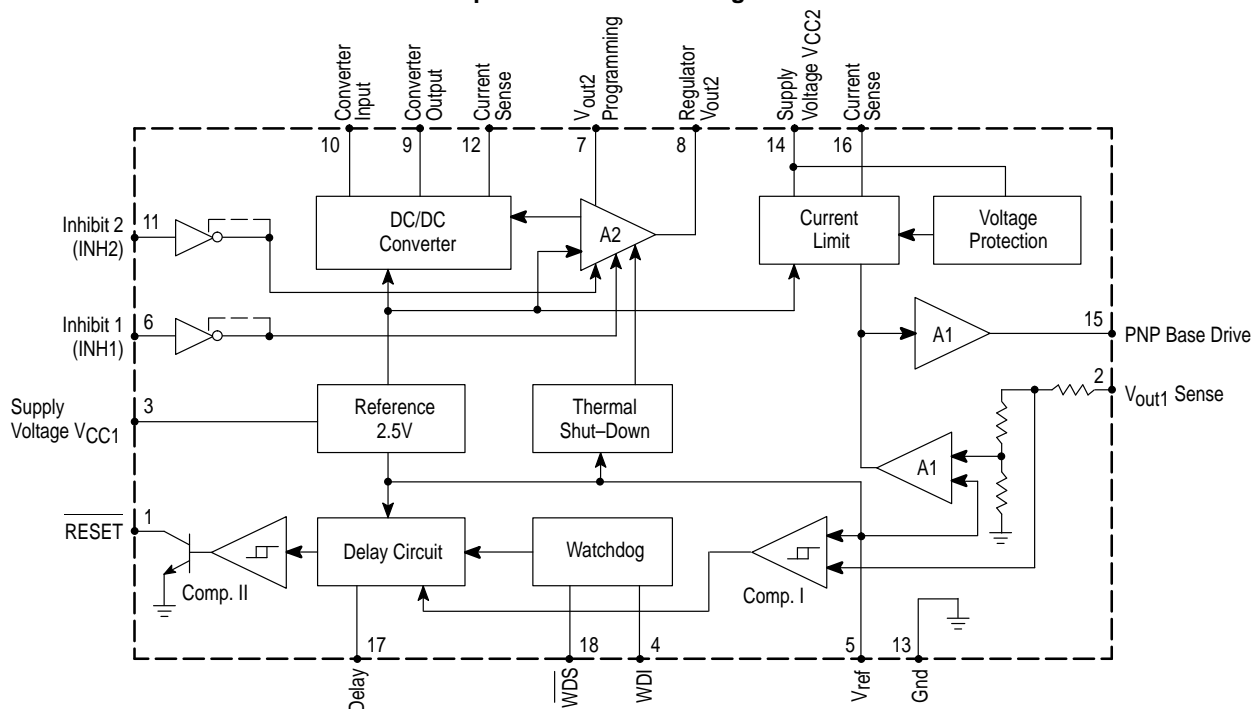 Converter
Input
Converter
Output
Current
Sense
Vout2
Programming
Regulator
Vout2
Supply
Voltage VCC2
Current
Sense
10
9
12
7
8
14
16
Inhibit 2
(INH2)
11
DC/DC
Converter
A2
Current
Limit
Voltage
Protection
Inhibit 1
(INH1)
6
A1
15
PNP Base Drive
2
Vout1 Sense
Supply
Voltage VCC1
3
Reference
2.5V
Thermal
Shut–Down
A1
RESET
1
Comp. II
Delay Circuit
Watchdog
Comp. I
17
18
4
5
13
Delay
WDS
WDI
Vref
Gnd